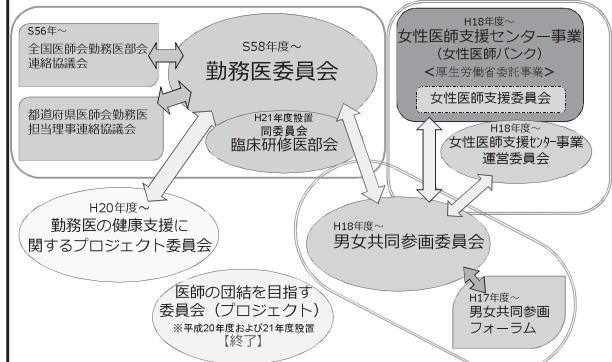 S56年～
全国医師会勤務医部会
連絡協議会
都道府県医師会勤務医
担当理事連絡協議会
S58年度～
勤務医委員会
H21年度設置
同委員会
臨床研修医部会
H18年度～
女性医師支援センター事業
(女性医師バンク)
＜厚生労働省委託事業＞
女性医師支援委員会
H18年度～
女性医師支援ｾﾝﾀｰ事業
運営委員会
H20年度～
勤務医の健康支援に
関するプロジェクト委員会
H18年度～
男女共同参画委員会
医師の団結を目指す
委員会（プロジェクト）
※平成20年度および21年度設置
【終了】
H17年度～
男女共同参画
フォーラム